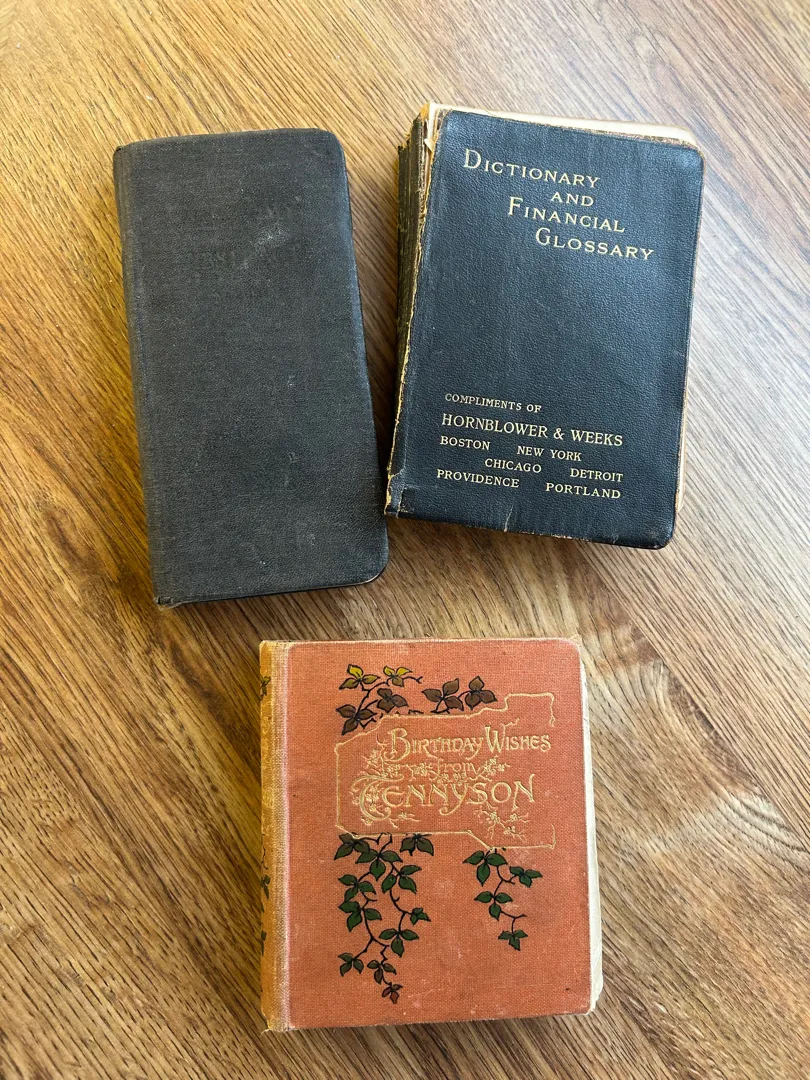 DICTIONARY
AND
FINANCIAL
GLOSSARY
COMPLIMENTS OF
HORNBLOWER & WEEKS
BOSTON NEW YORK
CHICAGO DETROIT
PROVIDENCE PORTLAND
BIRTHDAY WISHES
from
TENNYSON